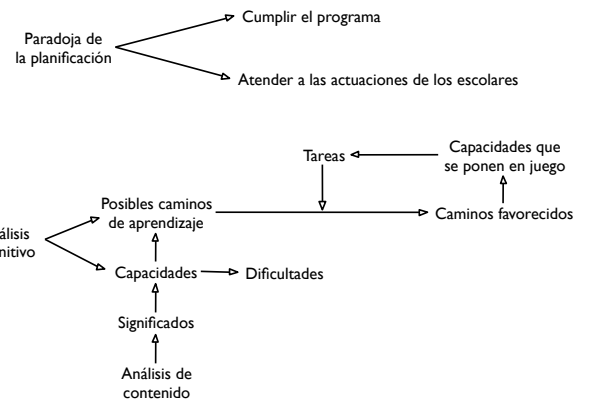 Cumplir el programa
Paradoja de
la planificación
Atender a las actuaciones de los escolares
Capacidades que
se ponen en juego
Tareas
Posibles caminos
de aprendizaje
Caminos favorecidos
Capacidades
Dificultades
Significados
Análisis de
contenido